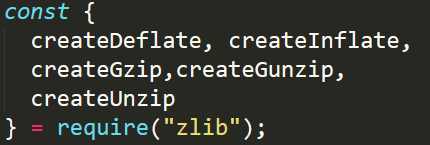 const {
createDeflate, createInflate,
createGzip,createGunzip,
createUnzip
} = require("zlib");